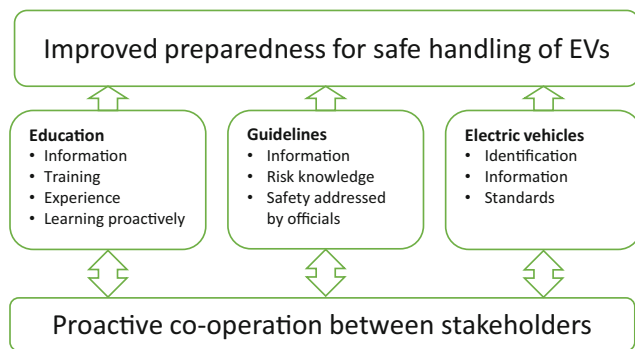 Improved preparedness for safe handling of EVs
Education
• Information
• Training
• Experience
• Learning proactively
Guidelines
• Information
• Risk knowledge
• Safety addressed
by officials
Electric vehicles
• Identification
• Information
• Standards
Proactive co-operation between stakeholders